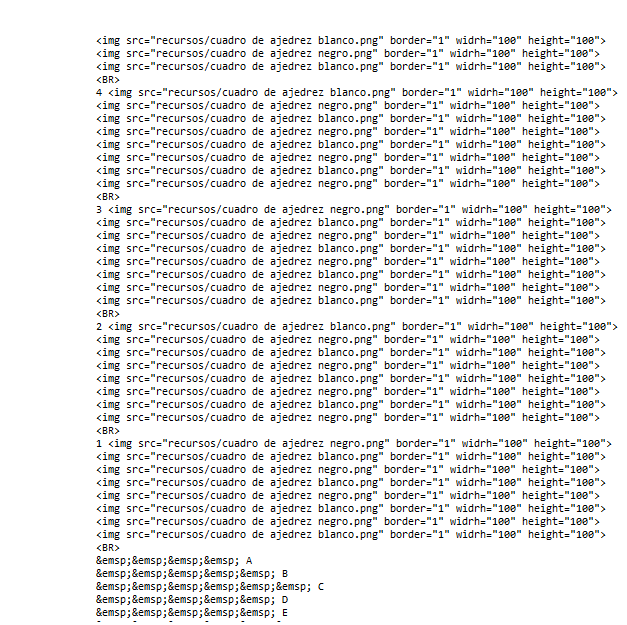 <img src="recursos/cuadro de ajedrez blanco.png" border="1" widrh="100" height="100">
<img src="recursos/cuadro de ajedrez negro.png" border="1" widrh="100" height="100">
<img src="recursos/cuadro de ajedrez blanco.png" border="1" widrh="100" height="100">
<BR>
4 <img src="recursos/cuadro de ajedrez blanco.png" border="1" widrh="100" height="100">
<img src="recursos/cuadro de ajedrez negro.png" border="1" widrh="100" height="100">
<img src="recursos/cuadro de ajedrez blanco.png" border="1" widrh="100" height="100">
<img src="recursos/cuadro de ajedrez negro.png" border="1" widrh="100" height="100">
<img src="recursos/cuadro de ajedrez blanco.png" border="1" widrh="100" height="100">
<img src="recursos/cuadro de ajedrez negro.png" border="1" widrh="100" height="100">
<img src="recursos/cuadro de ajedrez blanco.png" border="1" widrh="100" height="100">
<img src="recursos/cuadro de ajedrez negro.png" border="1" widrh="100" height="100">
<BR>
3 <img src="recursos/cuadro de ajedrez negro.png" border="1" widrh="100" height="100">
<img src="recursos/cuadro de ajedrez blanco.png" border="1" widrh="100" height="100">
<img src="recursos/cuadro de ajedrez negro.png" border="1" widrh="100" height="100">
<img src="recursos/cuadro de ajedrez blanco.png" border="1" widrh="100" height="100">
<img src="recursos/cuadro de ajedrez negro.png" border="1" widrh="100" height="100">
<img src="recursos/cuadro de ajedrez blanco.png" border="1" widrh="100" height="100">
<img src="recursos/cuadro de ajedrez negro.png" border="1" widrh="100" height="100">
<img src="recursos/cuadro de ajedrez blanco.png" border="1" widrh="100" height="100">
<BR>
2 <img src="recursos/cuadro de ajedrez blanco.png" border="1" widrh="100" height="100">
<img src="recursos/cuadro de ajedrez negro.png" border="1" widrh="100" height="100">
<img src="recursos/cuadro de ajedrez blanco.png" border="1" widrh="100" height="100">
<img src="recursos/cuadro de ajedrez negro.png" border="1" widrh="100" height="100">
<img src="recursos/cuadro de ajedrez blanco.png" border="1" widrh="100" height="100">
<img src="recursos/cuadro de ajedrez negro.png" border="1" widrh="100" height="100">
<img src="recursos/cuadro de ajedrez blanco.png" border="1" widrh="100" height="100">
<img src="recursos/cuadro de ajedrez negro.png" border="1" widrh="100" height="100">
<BR>
1 <img src="recursos/cuadro de ajedrez negro.png" border="1" widrh="100" height="100">
<img src="recursos/cuadro de ajedrez blanco.png" border="1" widrh="100" height="100">
<img src="recursos/cuadro de ajedrez negro.png" border="1" widrh="100" height="100">
<img src="recursos/cuadro de ajedrez blanco.png" border="1" widrh="100" height="100">
<img src="recursos/cuadro de ajedrez negro.png" border="1" widrh="100" height="100">
<img src="recursos/cuadro de ajedrez blanco.png" border="1" widrh="100" height="100">
<img src="recursos/cuadro de ajedrez negro.png" border="1" widrh="100" height="100">
<img src="recursos/cuadro de ajedrez blanco.png" border="1" widrh="100" height="100">
<BR>
&emsp;&emsp;&emsp;&emsp; A
&emsp;&emsp;&emsp;&emsp;&emsp; B
&emsp;&emsp;&emsp;&emsp;&emsp;&emsp; C
&emsp;&emsp;&emsp;&emsp;&emsp; D
&emsp;&emsp;&emsp;&emsp;&emsp; E